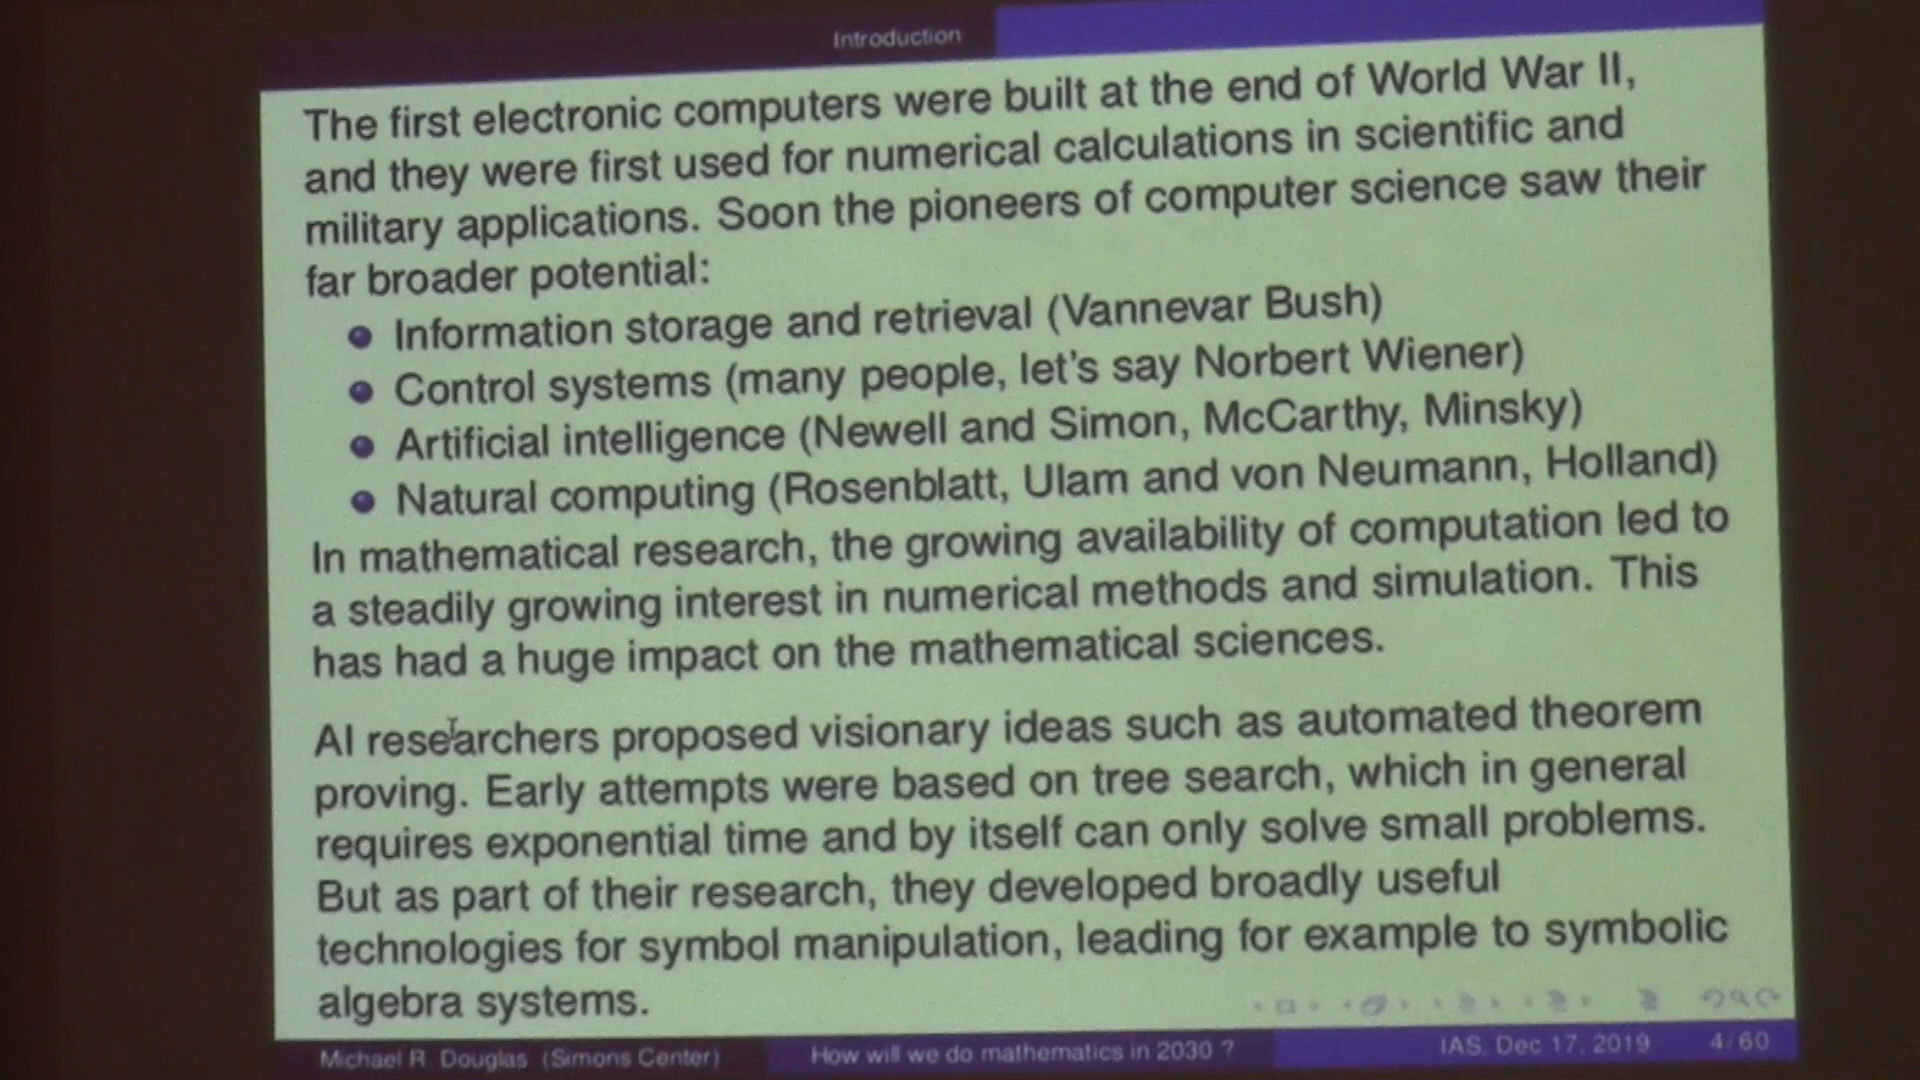 Introduction
The first electronic computers were built at the end of World War II,
and they were first used for numerical calculations in scientific and
military applications. Soon the pioneers of computer science saw their
far broader potential:
Information storage and retrieval (Vannevar Bush)
Control systems (many people, let's say Norbert Wiener)
Artificial intelligence (Newell and Simon, McCarthy, Minsky)
Natural computing (Rosenblatt, Ulam and von Neumann, Holland)
In mathematical research, the growing availability of computation led to
a steadily growing interest in numerical methods and simulation. This
has had a huge impact on the mathematical sciences.
AI researchers proposed visionary ideas such as automated theorem
proving. Early attempts were based on tree search, which in general
requires exponential time and by itself can only solve small problems.
But as part of their research, they developed broadly useful
technologies for symbol manipulation, leading for example to symbolic
algebra systems.
Michael R. Douglas (Simons Center) How will we do mathematics in 2030 ? IAS, Dec 17, 2019 4/60